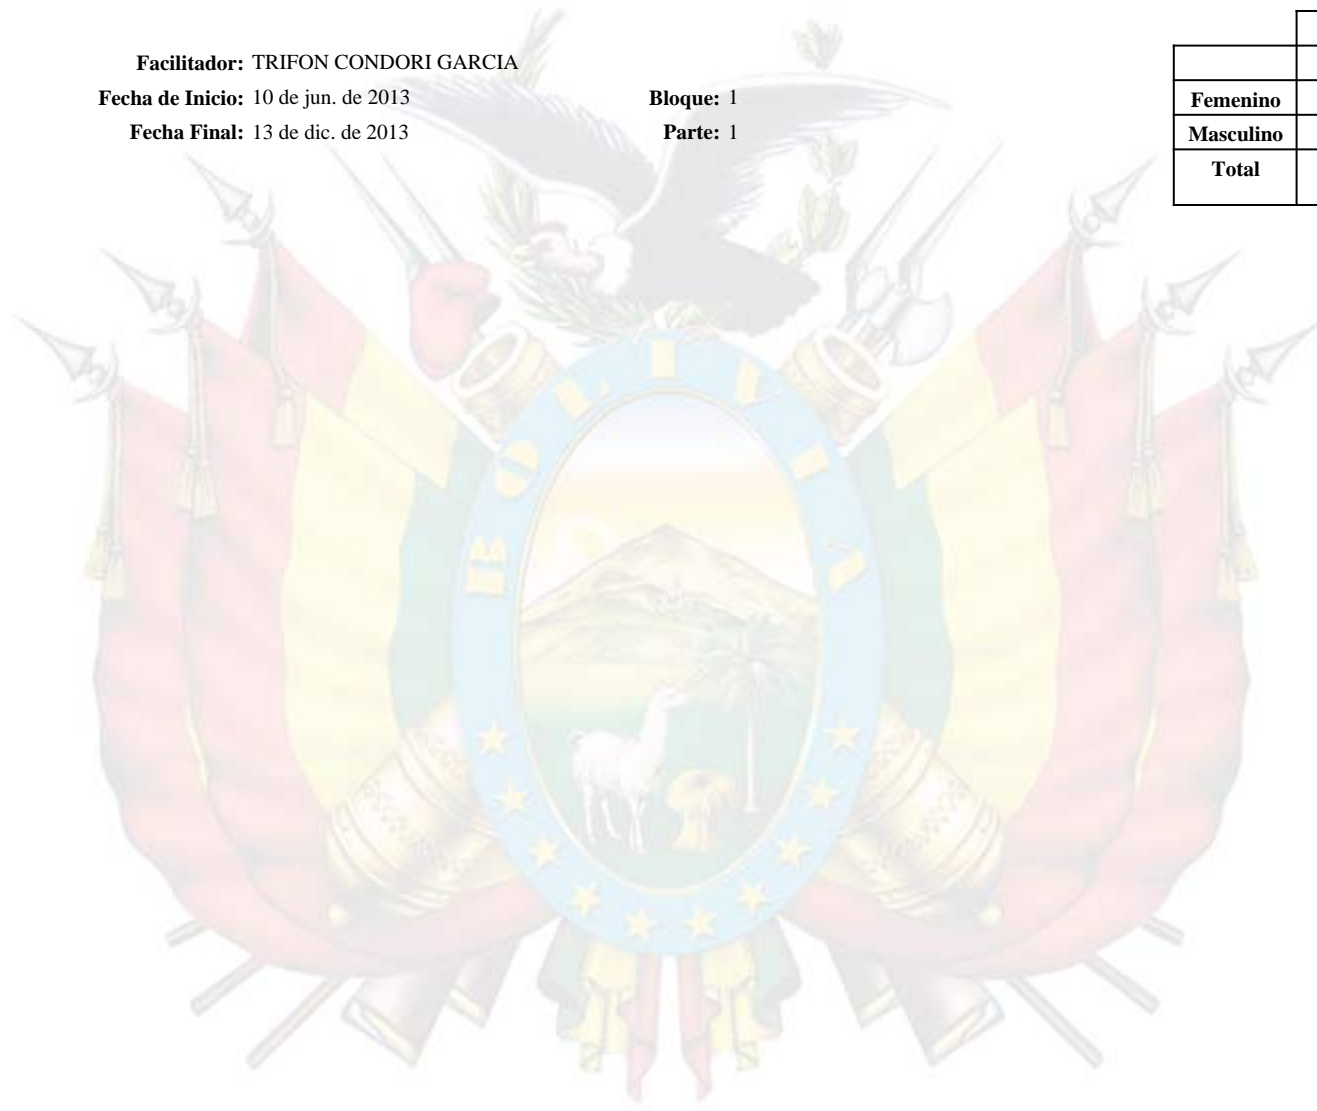 Facilitador: TRIFON CONDORI GARCIA
Fecha de Inicio: 10 de jun. de 2013 Bloque: 1
Fecha Final: 13 de dic. de 2013 Parte: 1
Femenino
Masculino
Total
BOLIVIA